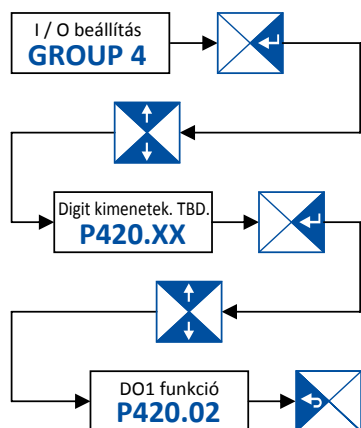 I / O beállítás
GROUP 4
Digit kimenetek. TBD.
P420.XX
DO1 funkció
P420.02